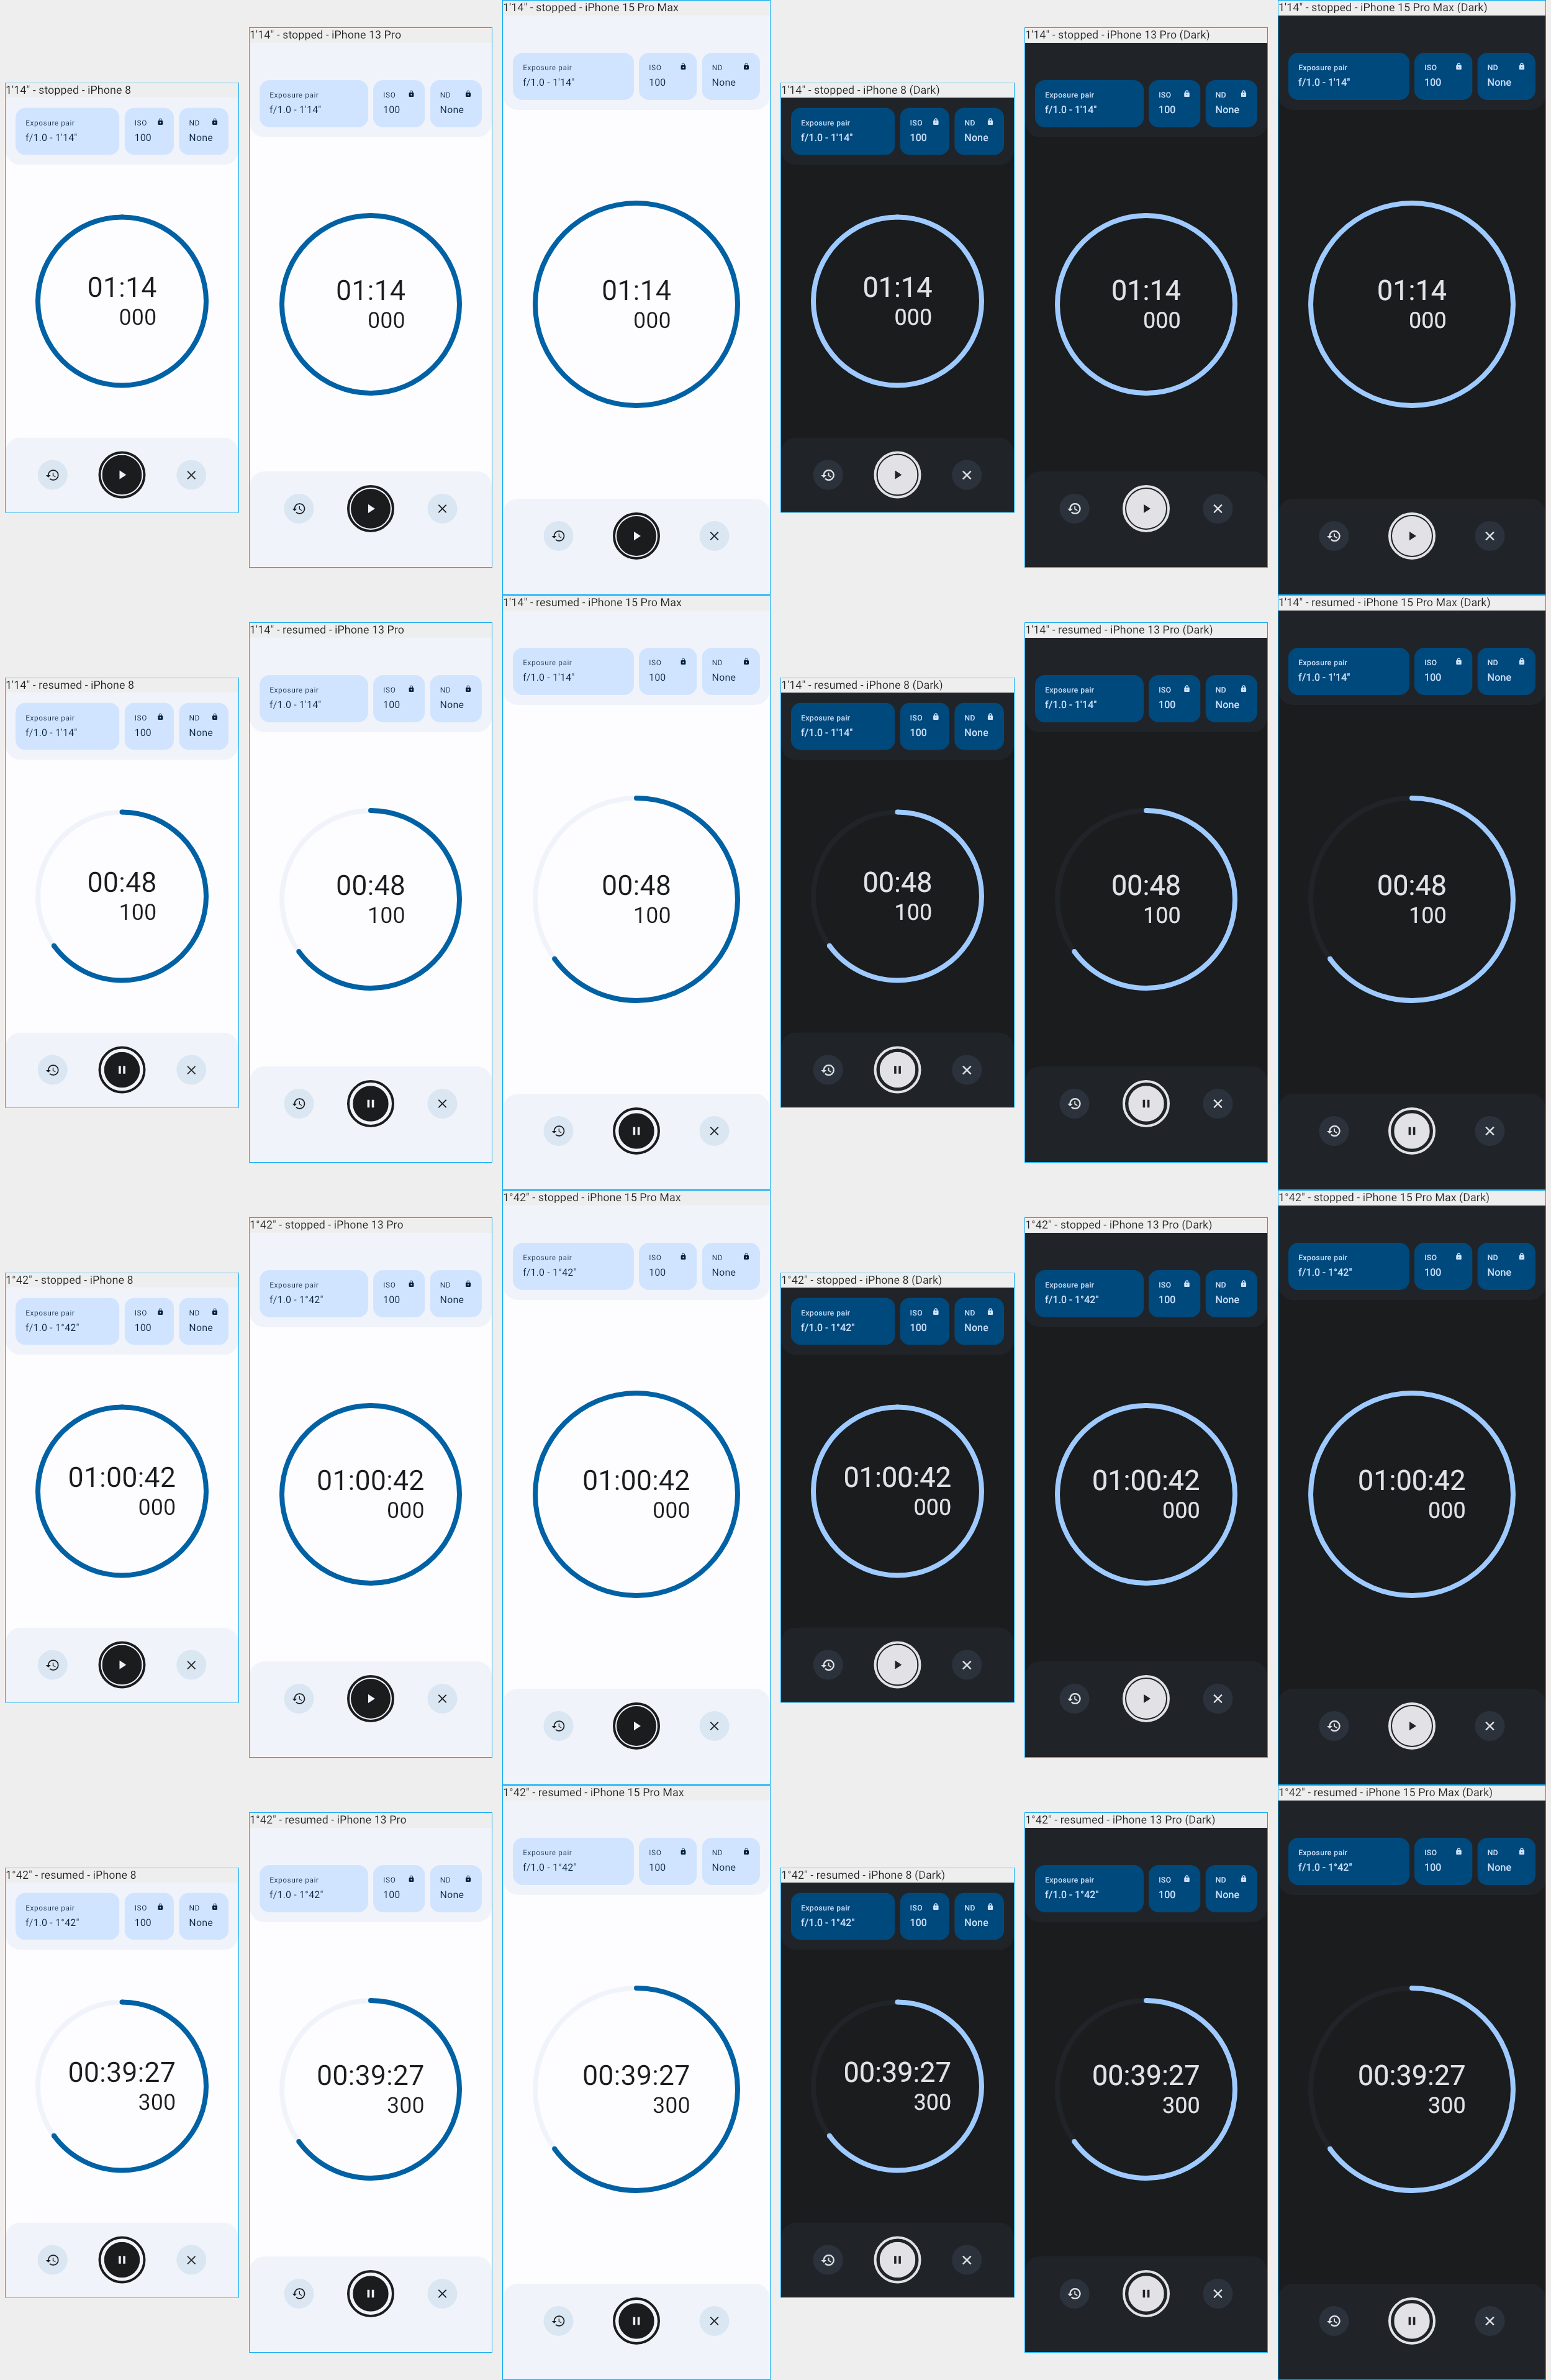 1'14" - stopped - iPhone 8
Exposure pair ISO ND
f/1.0 - 1'14" 100 None
01:14
000
1'14" - stopped - iPhone 13 Pro
Exposure pair ISO ND
f/1.0 - 1'14" 100 None
01:14
000
1'14" - stopped - iPhone 15 Pro Max
Exposure pair ISO ND
f/1.0 - 1'14" 100 None
01:14
000
1'14" - stopped - iPhone 8 (Dark)
Exposure pair ISO ND
f/1.0 - 1'14" 100 None
01:14
000
1'14" - stopped - iPhone 13 Pro (Dark)
Exposure pair ISO ND
f/1.0 - 1'14" 100 None
01:14
000
1'14" - stopped - iPhone 15 Pro Max (Dark)
Exposure pair ISO ND
f/1.0 - 1'14" 100 None
01:14
000
1'14" - resumed - iPhone 8
Exposure pair ISO ND
f/1.0 - 1'14" 100 None
00:48
100
1'14" - resumed - iPhone 13 Pro
Exposure pair ISO ND
f/1.0 - 1'14" 100 None
00:48
100
1'14" - resumed - iPhone 15 Pro Max
Exposure pair ISO ND
f/1.0 - 1'14" 100 None
00:48
100
1'14" - resumed - iPhone 8 (Dark)
Exposure pair ISO ND
f/1.0 - 1'14" 100 None
00:48
100
1'14" - resumed - iPhone 13 Pro (Dark)
Exposure pair ISO ND
f/1.0 - 1'14" 100 None
00:48
100
1'14" - resumed - iPhone 15 Pro Max (Dark)
Exposure pair ISO ND
f/1.0 - 1'14" 100 None
00:48
100
1°42" - stopped - iPhone 8
Exposure pair ISO ND
f/1.0 - 1°42" 100 None
01:00:42
000
1°42" - stopped - iPhone 13 Pro
Exposure pair ISO ND
f/1.0 - 1°42" 100 None
01:00:42
000
1°42" - stopped - iPhone 15 Pro Max
Exposure pair ISO ND
f/1.0 - 1°42" 100 None
01:00:42
000
1°42" - stopped - iPhone 8 (Dark)
Exposure pair ISO ND
f/1.0 - 1°42" 100 None
01:00:42
000
1°42" - stopped - iPhone 13 Pro (Dark)
Exposure pair ISO ND
f/1.0 - 1°42" 100 None
01:00:42
000
1°42" - stopped - iPhone 15 Pro Max (Dark)
Exposure pair ISO ND
f/1.0 - 1°42" 100 None
01:00:42
000
1°42" - resumed - iPhone 8
Exposure pair ISO ND
f/1.0 - 1°42" 100 None
00:39:27
300
1°42" - resumed - iPhone 13 Pro
Exposure pair ISO ND
f/1.0 - 1°42" 100 None
00:39:27
300
1°42" - resumed - iPhone 15 Pro Max
Exposure pair ISO ND
f/1.0 - 1°42" 100 None
00:39:27
300
1°42" - resumed - iPhone 8 (Dark)
Exposure pair ISO ND
f/1.0 - 1°42" 100 None
00:39:27
300
1°42" - resumed - iPhone 13 Pro (Dark)
Exposure pair ISO ND
f/1.0 - 1°42" 100 None
00:39:27
300
1°42" - resumed - iPhone 15 Pro Max (Dark)
Exposure pair ISO ND
f/1.0 - 1°42" 100 None
00:39:27
300